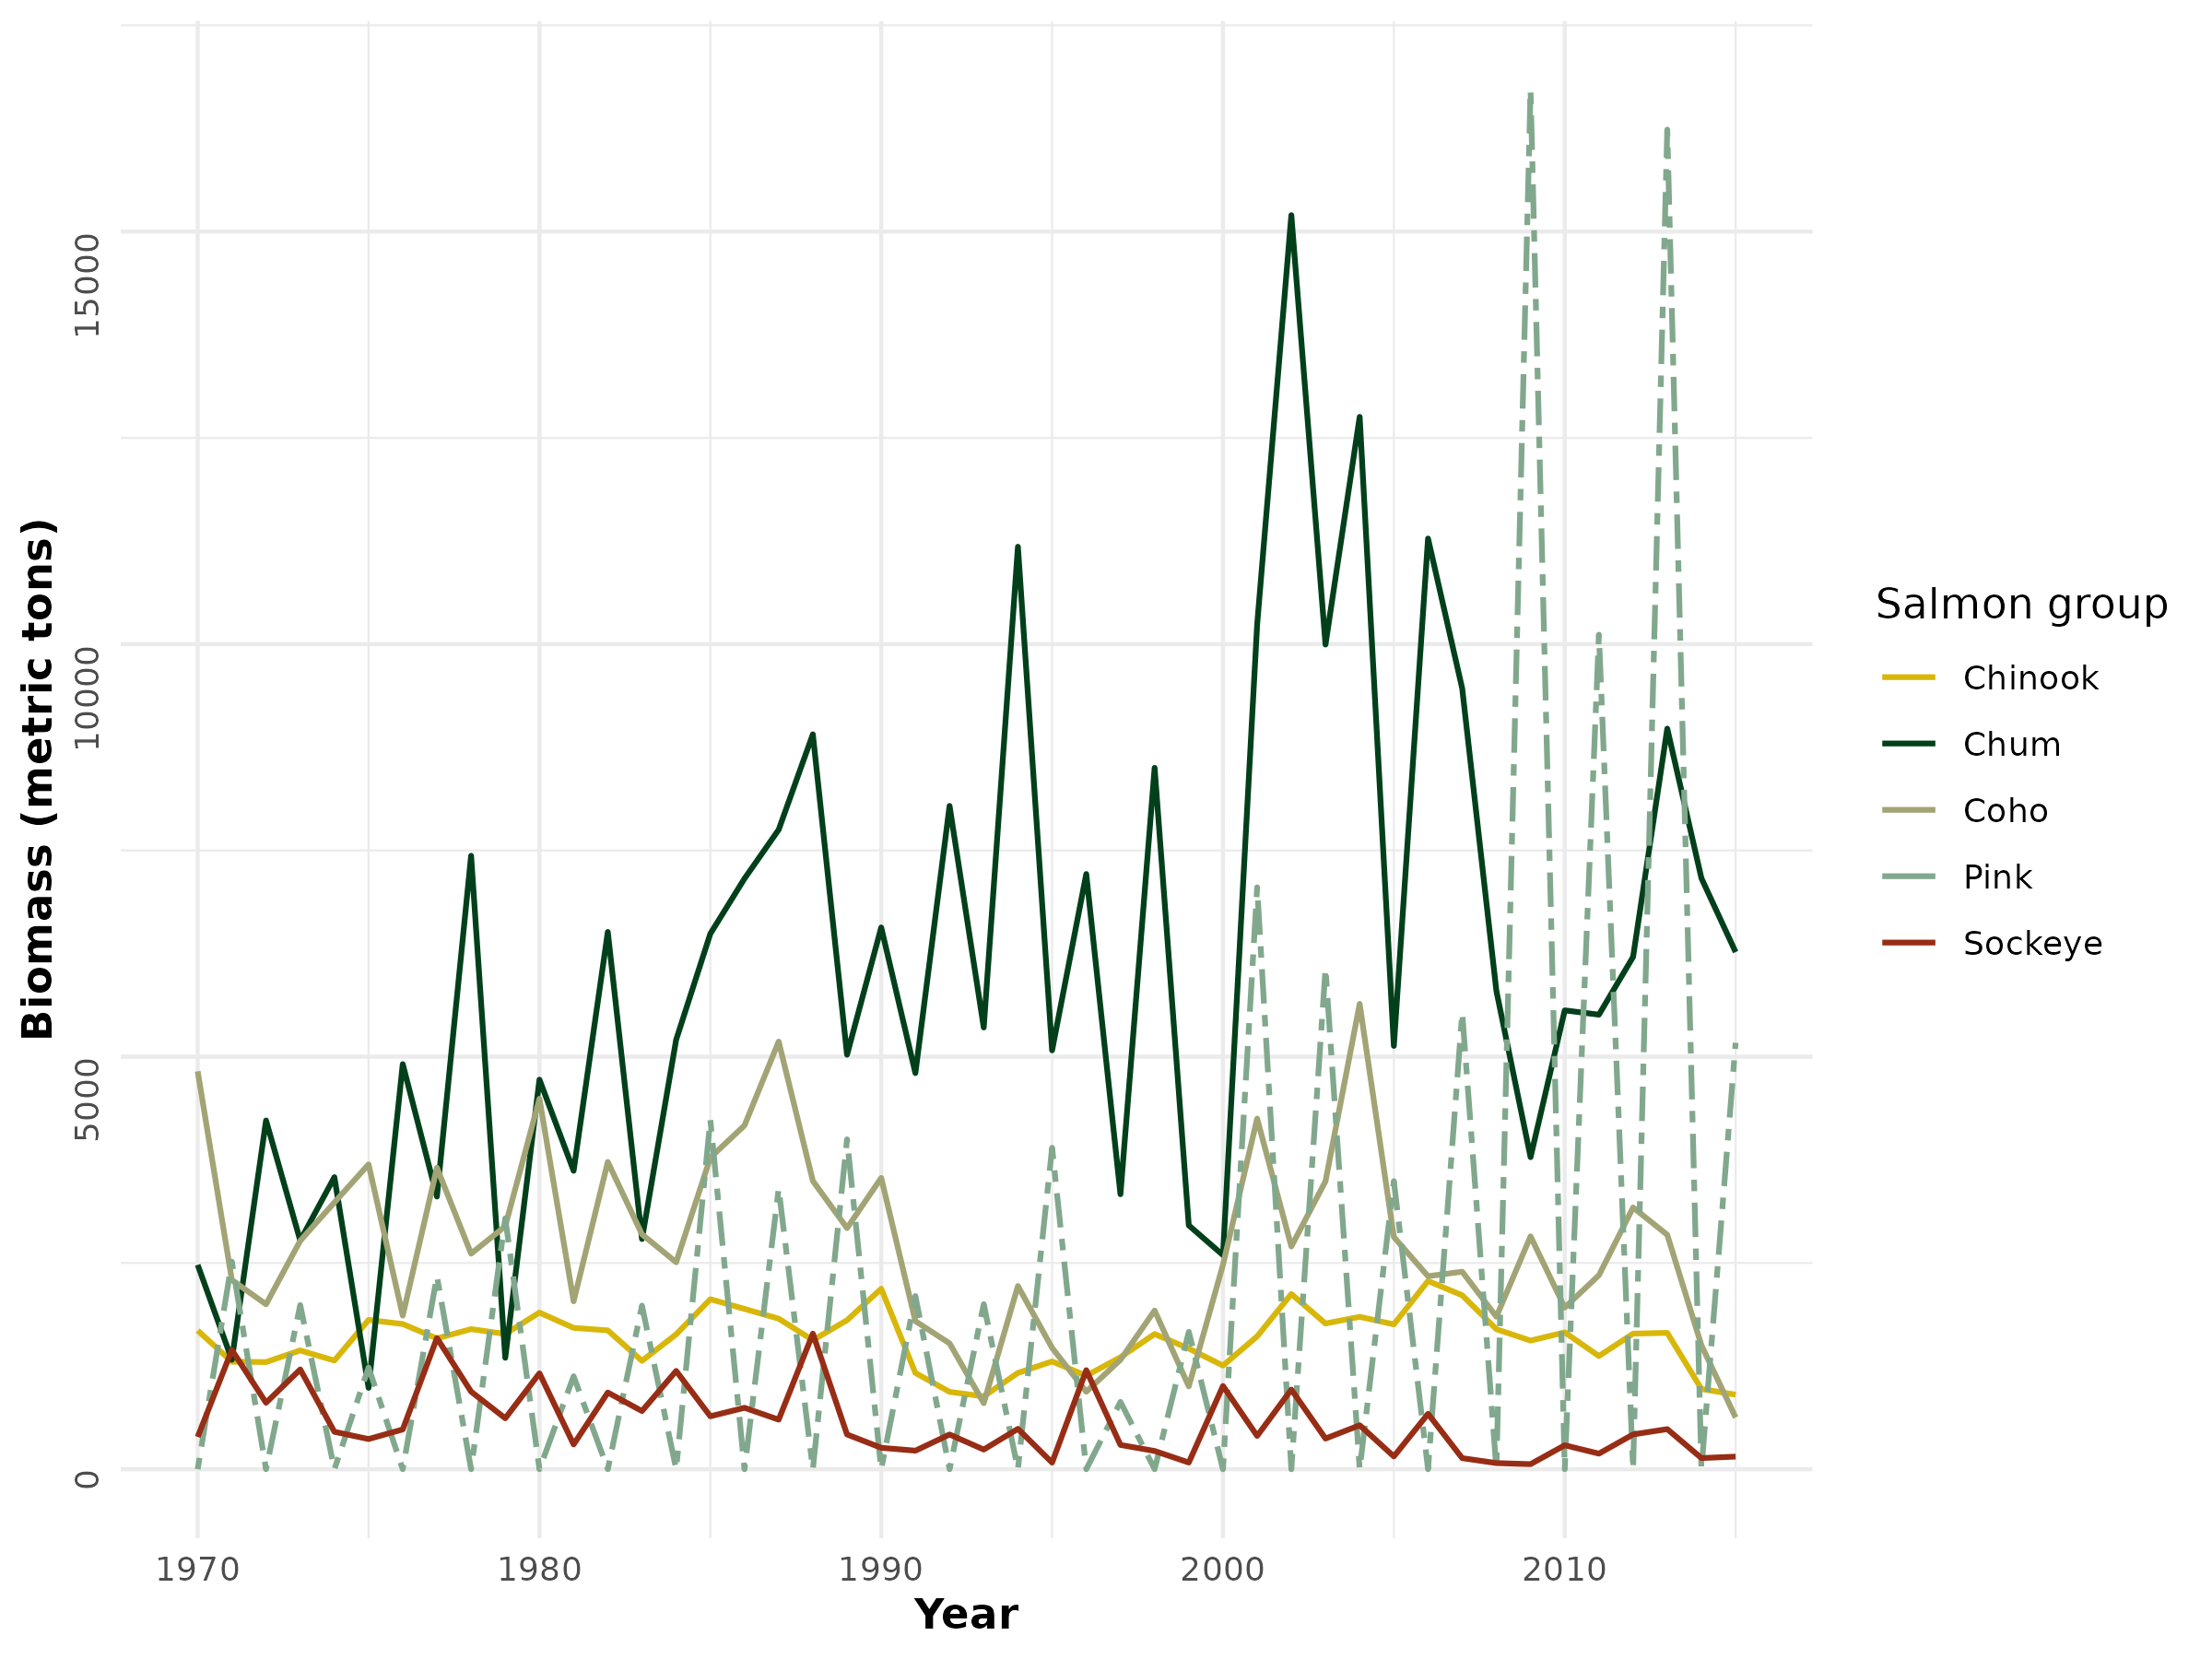 Biomass (metric tons)
15000
10000
5000
0
1970
1980
1990
2000
2010
Year
Salmon group
Chinook
Chum
Coho
Pink
Sockeye